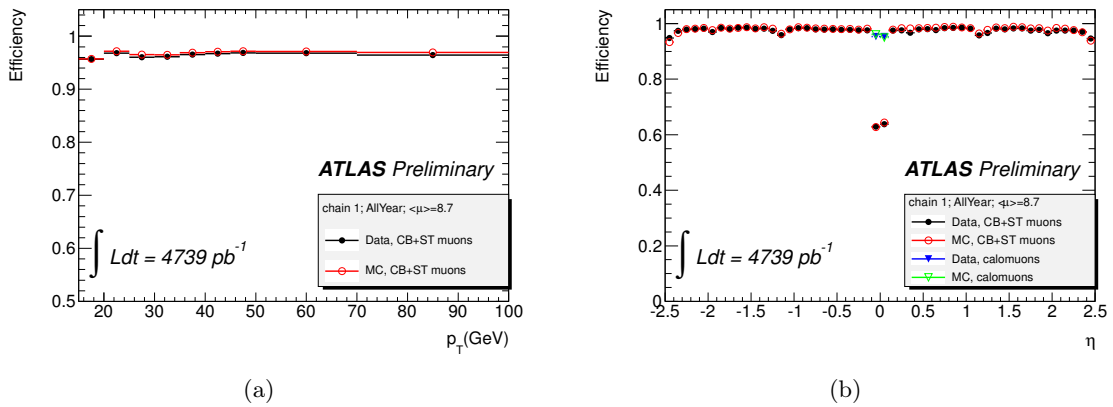 Efficiency
1
0.9
0.8
0.7
0.6
0.5
20 30 40 50 60 70 80 90 100
p_T(GeV)
ATLAS Preliminary
chain 1; AllYear; <μ>=8.7
Data, CB+ST muons
MC, CB+ST muons
∫ Ldt = 4739 pb⁻¹
(a)
Efficiency
1
0.8
0.6
0.4
0.2
0
-2.5 -2 -1.5 -1 -0.5 0 0.5 1 1.5 2 2.5
η
ATLAS Preliminary
chain 1; AllYear; <μ>=8.7
Data, CB+ST muons
MC, CB+ST muons
Data, calomuons
MC, calomuons
∫ Ldt = 4739 pb⁻¹
(b)